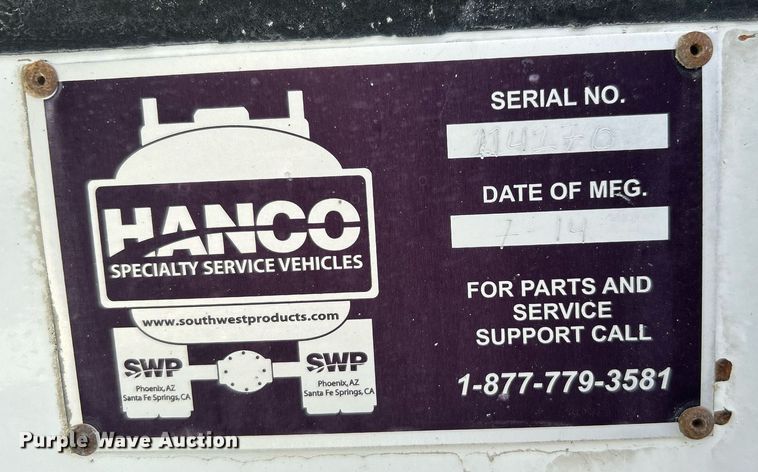 HANCO
SPECIALTY SERVICE VEHICLES
www.southwestproducts.com
SWP
Phoenix, AZ
Santa Fe Springs, CA
SWP
Phoenix, AZ
Santa Fe Springs, CA
SERIAL NO.
DATE OF MFG.
7-14
FOR PARTS AND
SERVICE
SUPPORT CALL
1-877-779-3581
Purple Wave Auction